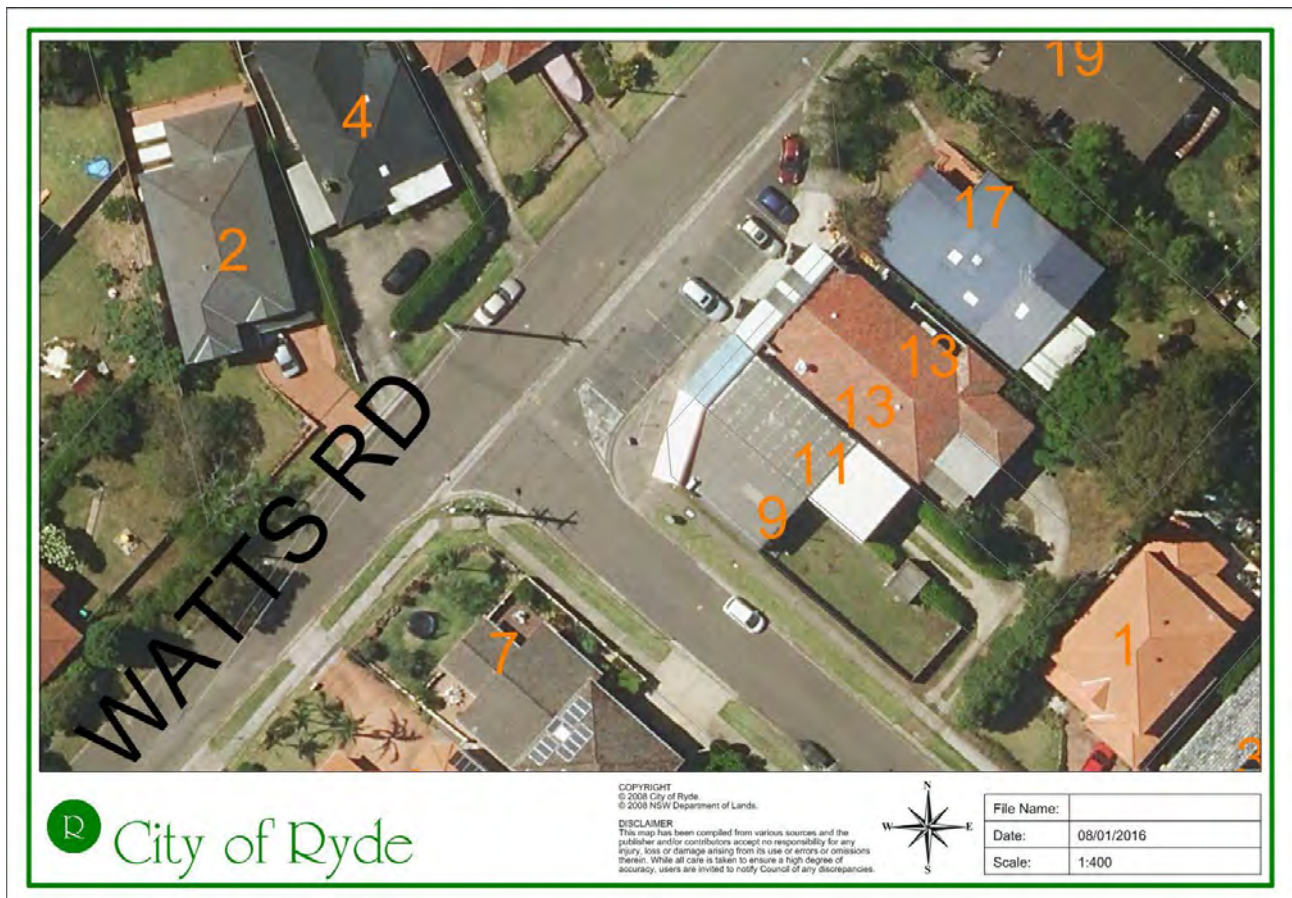 19
4
17
2
13
13
11
9
WATTS RD
7
1
3
R City of Ryde
COPYRIGHT
© 2008 City of Ryde.
© 2008 NSW Department of Lands.
DISCLAIMER
This map has been compiled from various sources and the
publisher and/or contributors accept no responsibility for any
injury, loss or damage arising from its use or errors or omissions
therein. While all care is taken to ensure a high degree of
accuracy, users are invited to notify Council of any discrepancies.
N
W E
S
File Name:
Date: 08/01/2016
Scale: 1:400